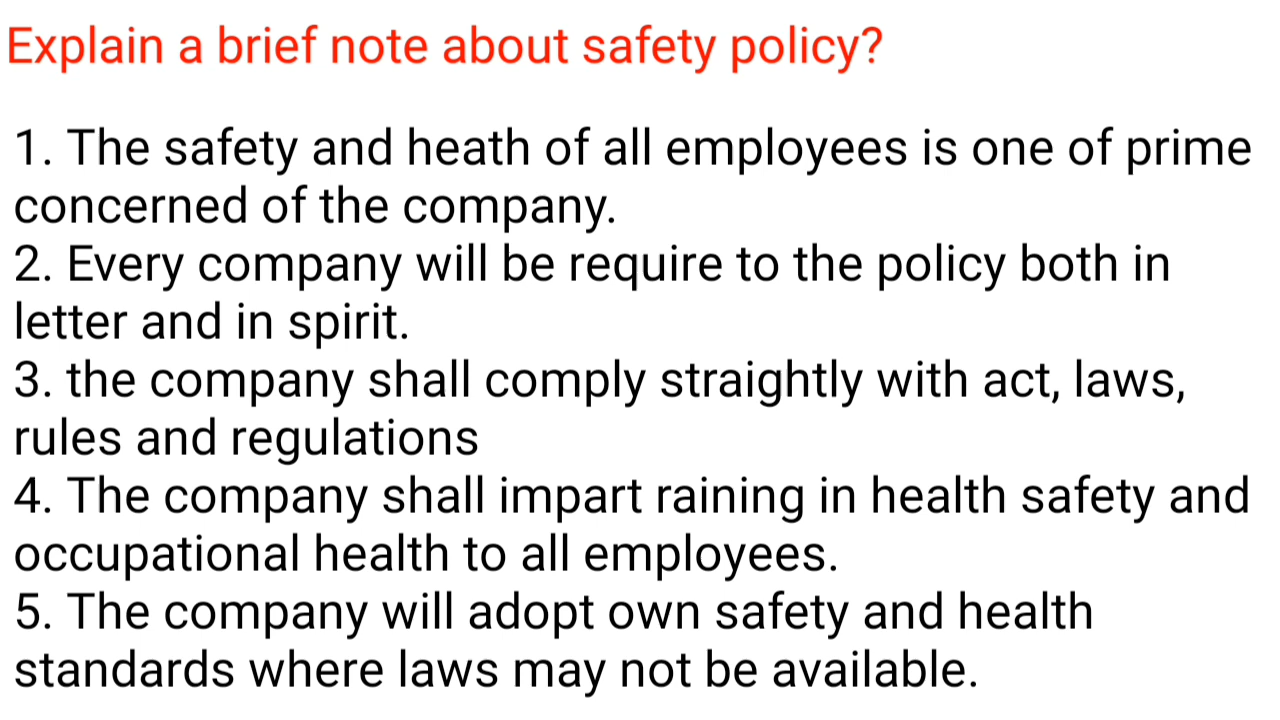 Explain a brief note about safety policy?
1. The safety and heath of all employees is one of prime
concerned of the company.
2. Every company will be require to the policy both in
letter and in spirit.
3. the company shall comply straightly with act, laws,
rules and regulations
4. The company shall impart raining in health safety and
occupational health to all employees.
5. The company will adopt own safety and health
standards where laws may not be available.